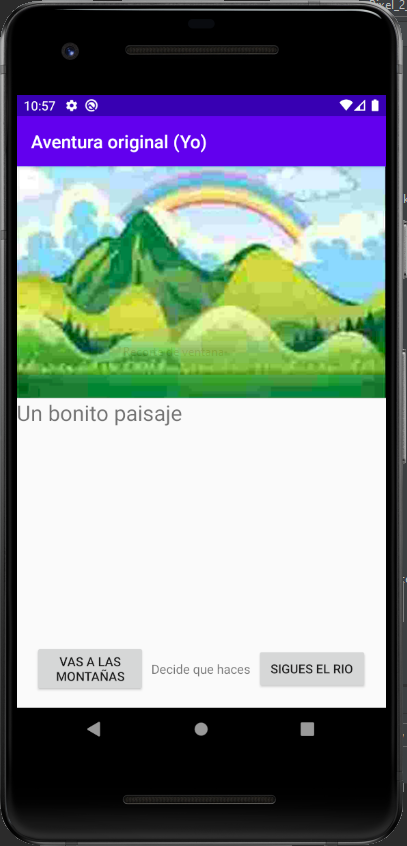 10:57
Aventura original (Yo)
Un bonito paisaje
VAS A LAS
MONTAÑAS
Decide que haces
SIGUES EL RIO